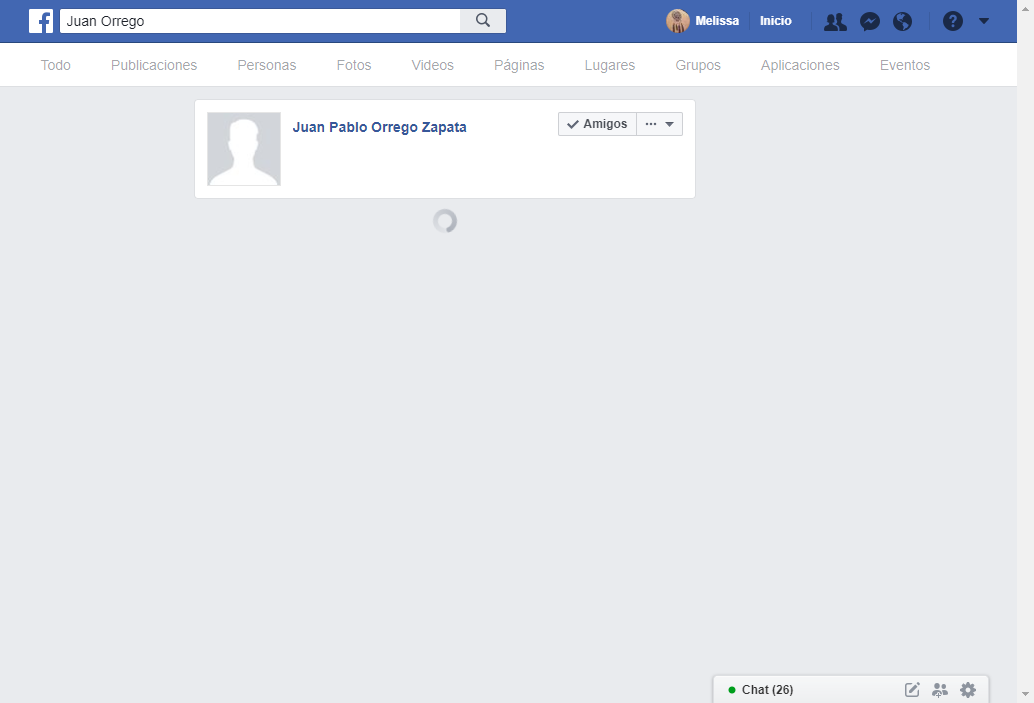 Juan Orrego
Melissa Inicio
Todo Publicaciones Personas Fotos Videos Páginas Lugares Grupos Aplicaciones Eventos
Juan Pablo Orrego Zapata
Amigos
Chat (26)